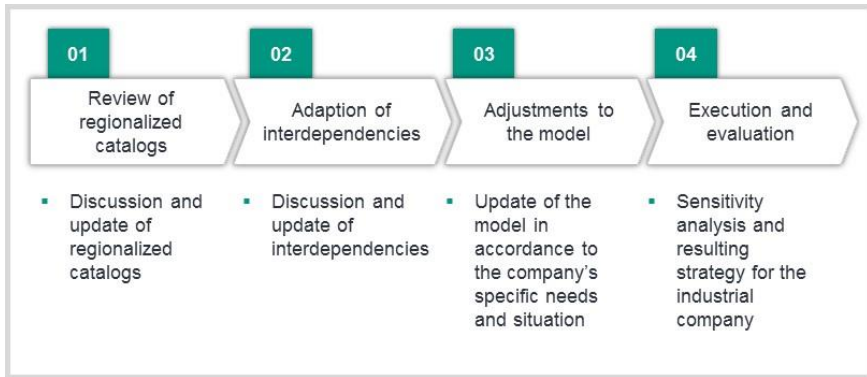 01
Review of
regionalized
catalogs
02
Adaption of
interdependencies
03
Adjustments to
the model
04
Execution and
evaluation
Discussion and
update of
regionalized
catalogs
Discussion and
update of
interdependencies
Update of the
model in
accordance to
the company's
specific needs
and situation
Sensitivity
analysis and
resulting
strategy for the
industrial
company